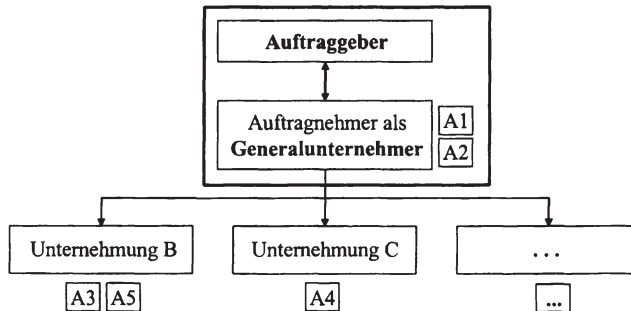 Auftraggeber
Auftragnehmer als
Generalunternehmer
A1
A2
Unternehmung B
Unternehmung C
. . .
A3 A5
A4
...